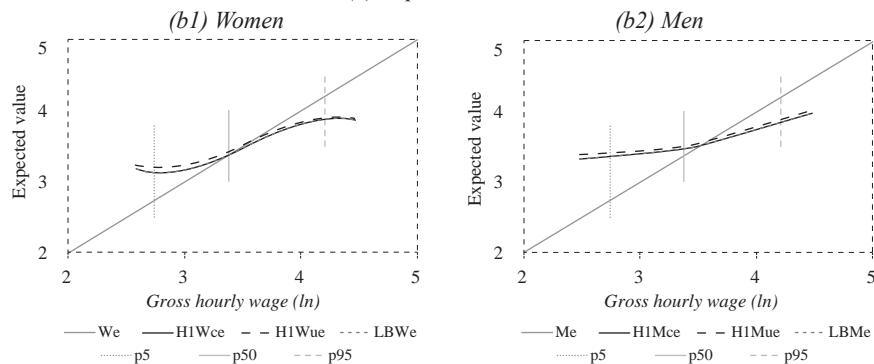 (b1) Women
(b2) Men
5
4
3
2
Expected value
2
3
4
5
Gross hourly wage (ln)
We
H1Wce
H1Wue
LBWe
p5
p50
p95
5
4
3
2
Expected value
2
3
4
5
Gross hourly wage (ln)
Me
H1Mce
H1Mue
LBMe
p5
p50
p95